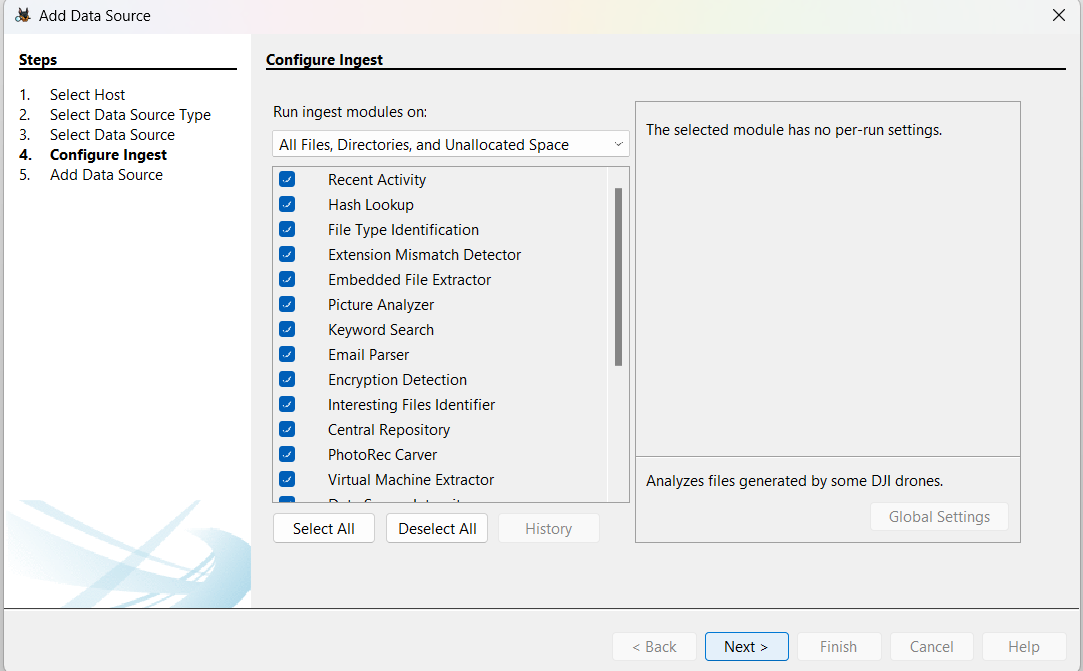 Add Data Source
Steps
1. Select Host
2. Select Data Source Type
3. Select Data Source
4. Configure Ingest
5. Add Data Source
Configure Ingest
Run ingest modules on:
All Files, Directories, and Unallocated Space
Recent Activity
Hash Lookup
File Type Identification
Extension Mismatch Detector
Embedded File Extractor
Picture Analyzer
Keyword Search
Email Parser
Encryption Detection
Interesting Files Identifier
Central Repository
PhotoRec Carver
Virtual Machine Extractor
Select All
Deselect All
History
The selected module has no per-run settings.
Analyzes files generated by some DJI drones.
Global Settings
< Back
Next >
Finish
Cancel
Help